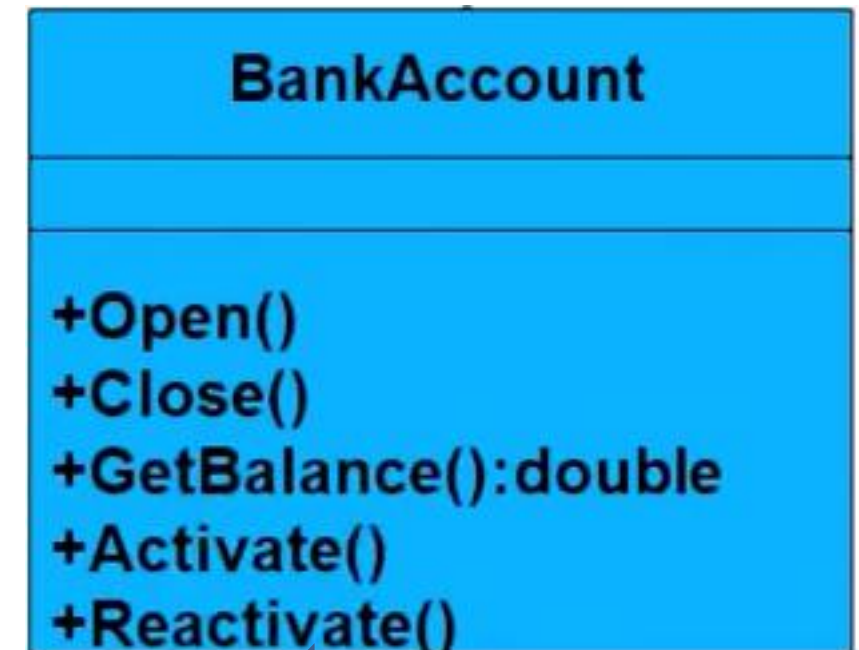 BankAccount
+Open()
+Close()
+GetBalance():double
+Activate()
+Reactivate()